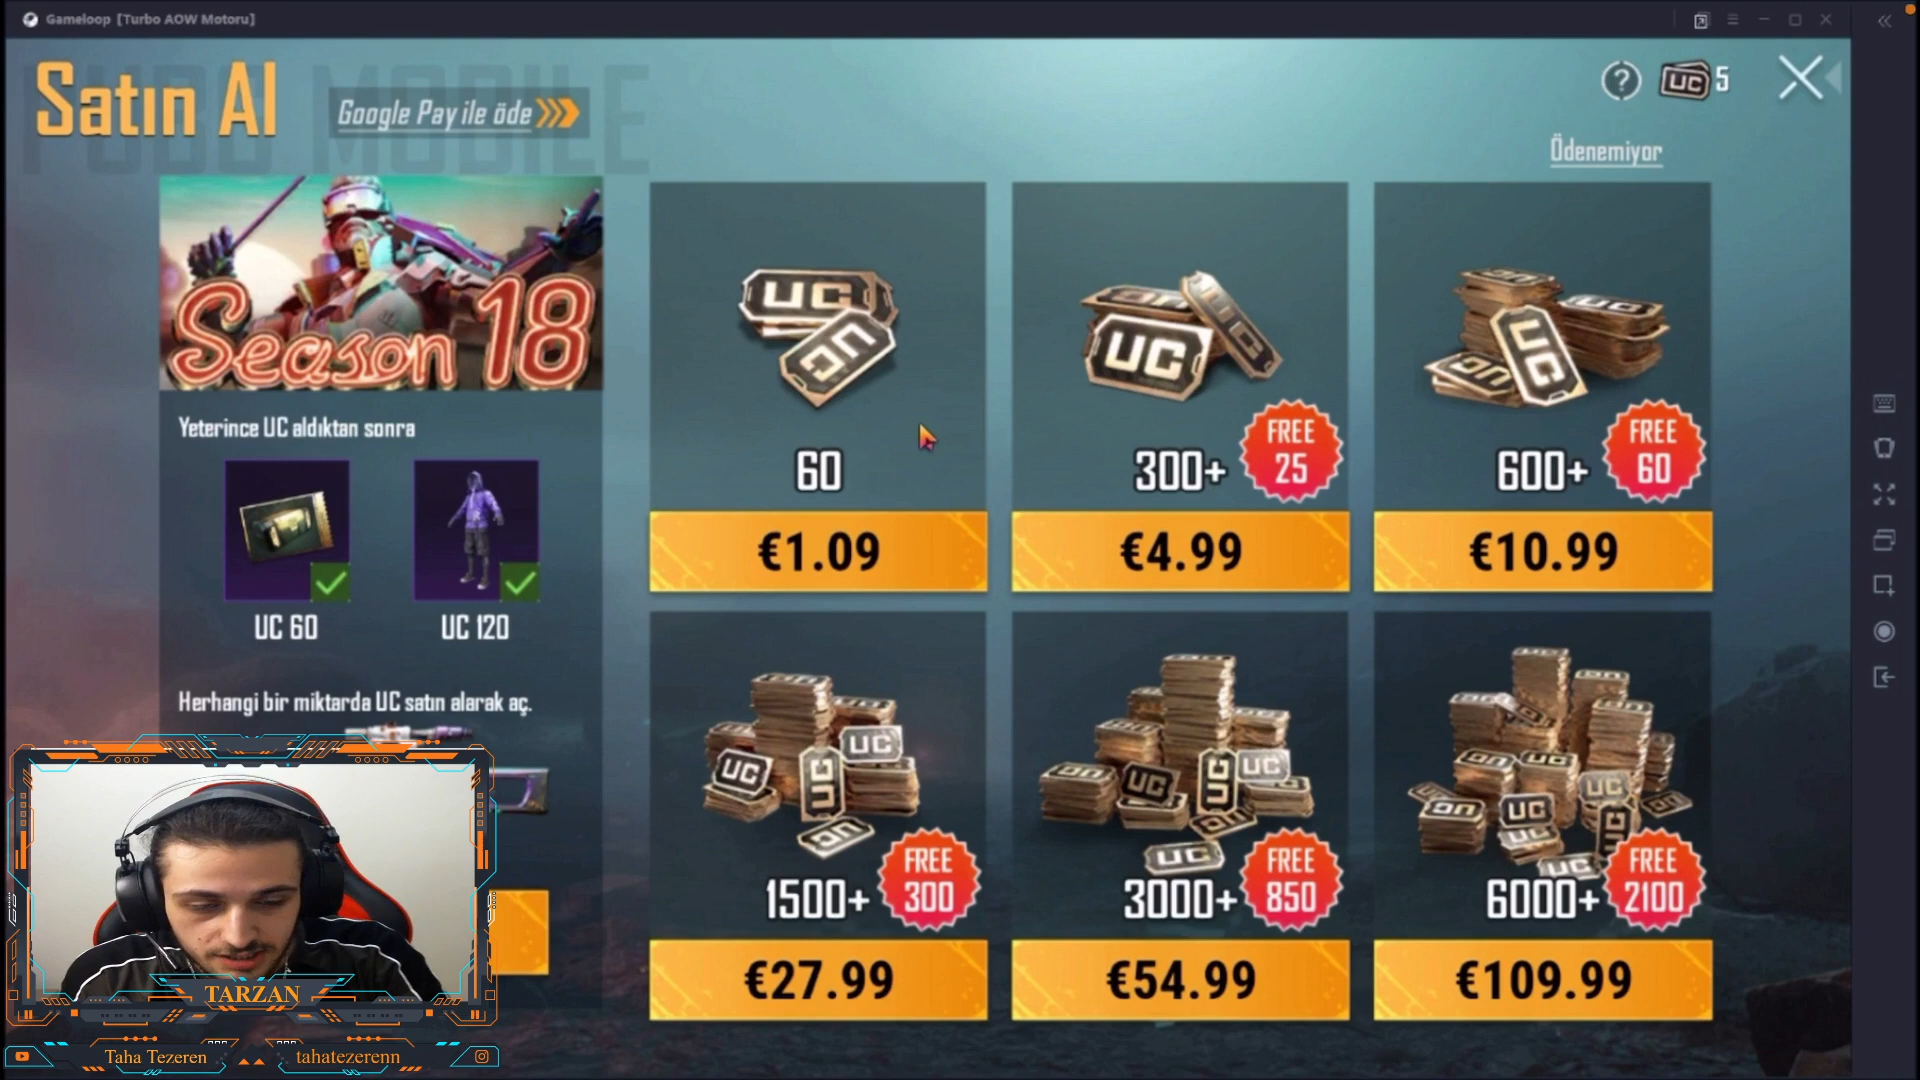 Gameloop [Turbo AOW Motoru]
PUBG MOBILE
Satın Al
Google Pay ile öde
UC 5
Ödenemiyor
Season 18
Yeterince UC aldıktan sonra
UC 60
UC 120
Herhangi bir miktarda UC satın alarak aç.
60
€1.09
300+
FREE
25
€4.99
600+
FREE
60
€10.99
1500+
FREE
300
€27.99
3000+
FREE
850
€54.99
6000+
FREE
2100
€109.99
TARZAN
Taha Tezeren
tahatezerenn